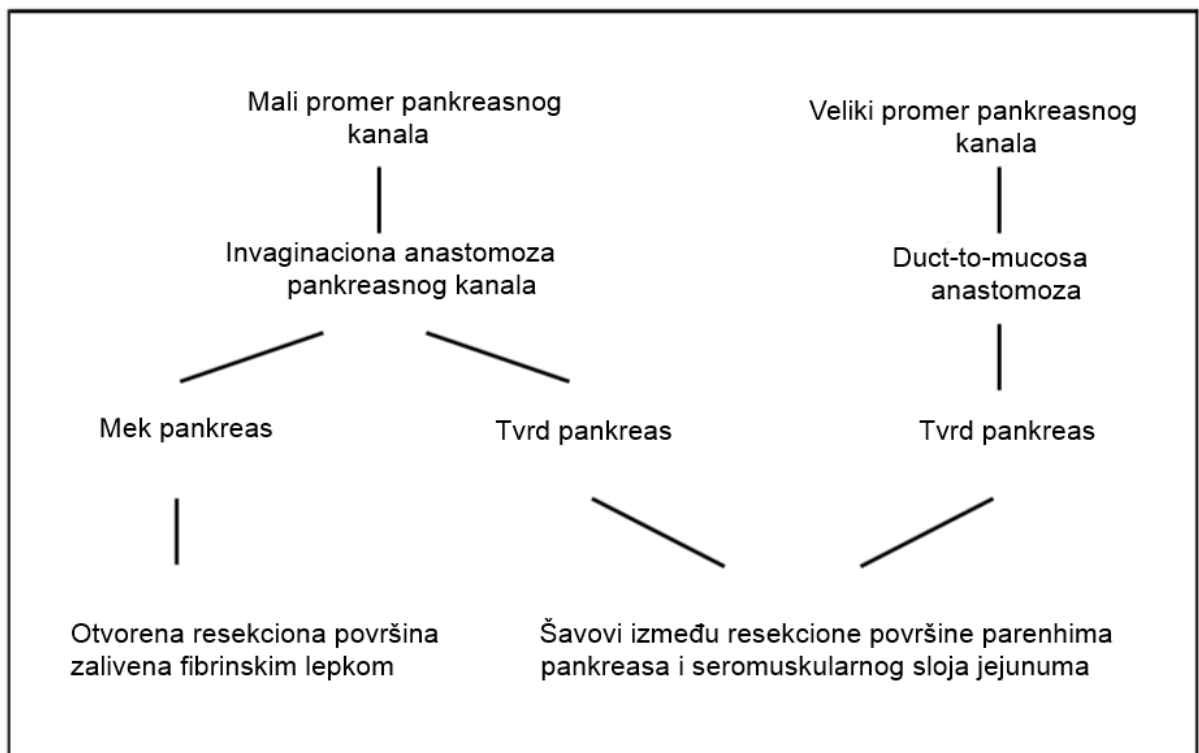 Mali promer pankreasnog
kanala
Veliki promer pankreasnog
kanala
Invaginaciona anastomoza
pankreasnog kanala
Duct-to-mucosa
anastomoza
Mek pankreas
Tvrd pankreas
Tvrd pankreas
Otvorena resekciona površina
zalivena fibrinskim lepkom
Šavovi između resekcione površine parenhima
pankreasa i seromuskularnog sloja jejunuma